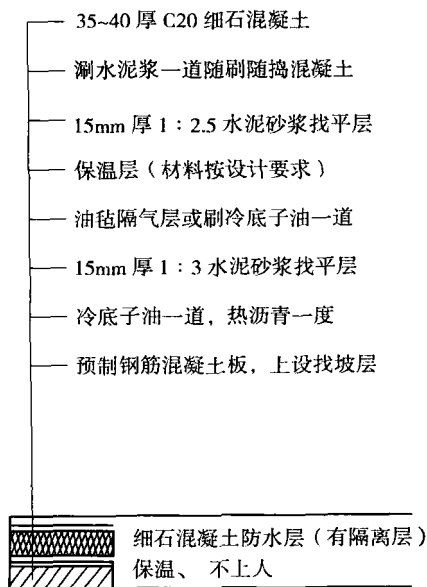 35~40 厚 C20 细石混凝土
涮水泥浆一道随刷随捣混凝土
15mm 厚 1：2.5 水泥砂浆找平层
保温层（材料按设计要求）
油毡隔气层或刷冷底子油一道
15mm 厚 1：3 水泥砂浆找平层
冷底子油一道，热沥青一度
预制钢筋混凝土板，上设找坡层
细石混凝土防水层（有隔离层）
保温、 不上人